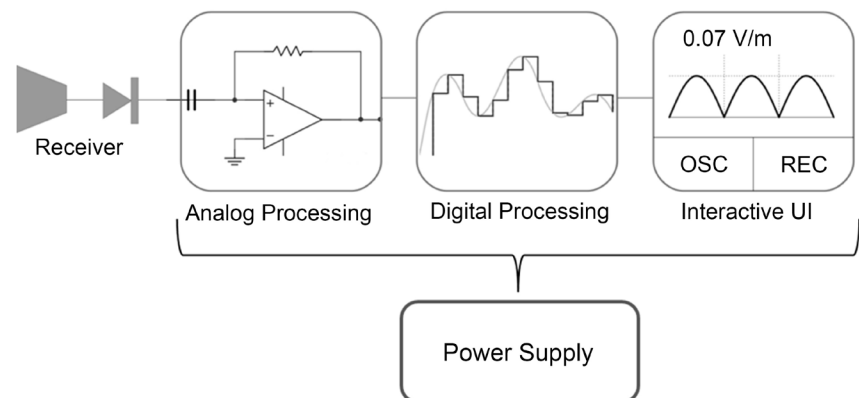 0.07 V/m
OSC
REC
Receiver
Analog Processing
Digital Processing
Interactive UI
Power Supply